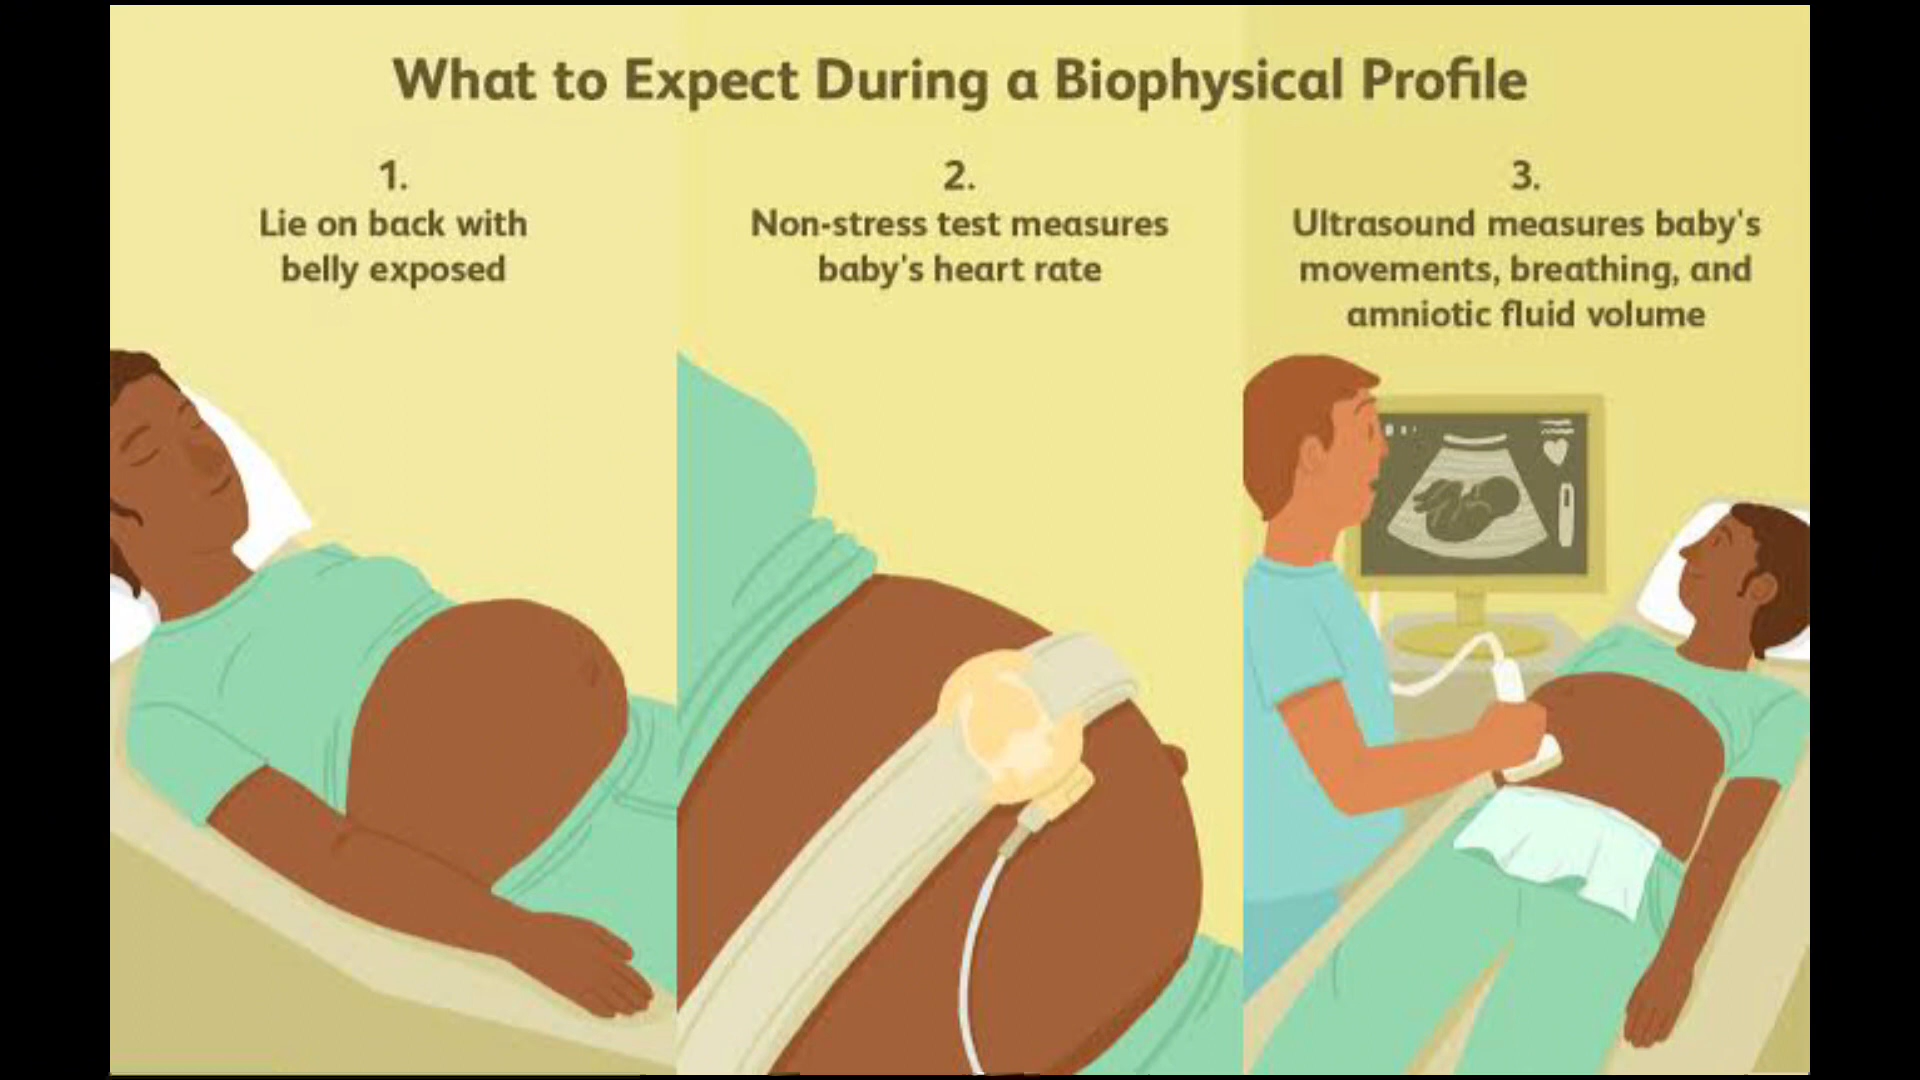 What to Expect During a Biophysical Profile
1.
Lie on back with
belly exposed
2.
Non-stress test measures
baby's heart rate
3.
Ultrasound measures baby's
movements, breathing, and
amniotic fluid volume